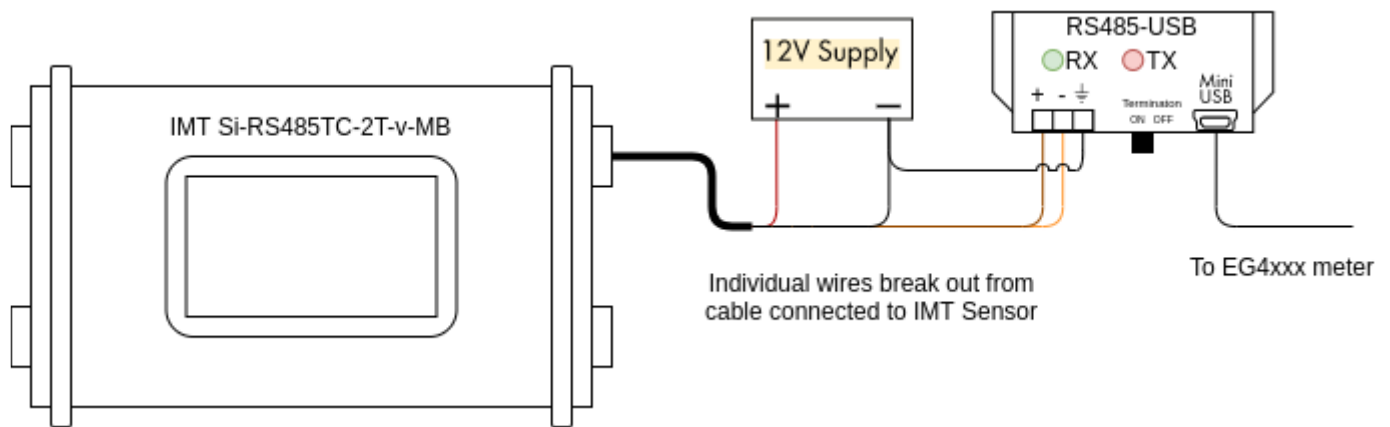 IMT Si-RS485TC-2T-v-MB
12V Supply
+ −
RS485-USB
RX TX
+ -
Terminaton
ON OFF
Mini
USB
Individual wires break out from
cable connected to IMT Sensor
To EG4xxx meter